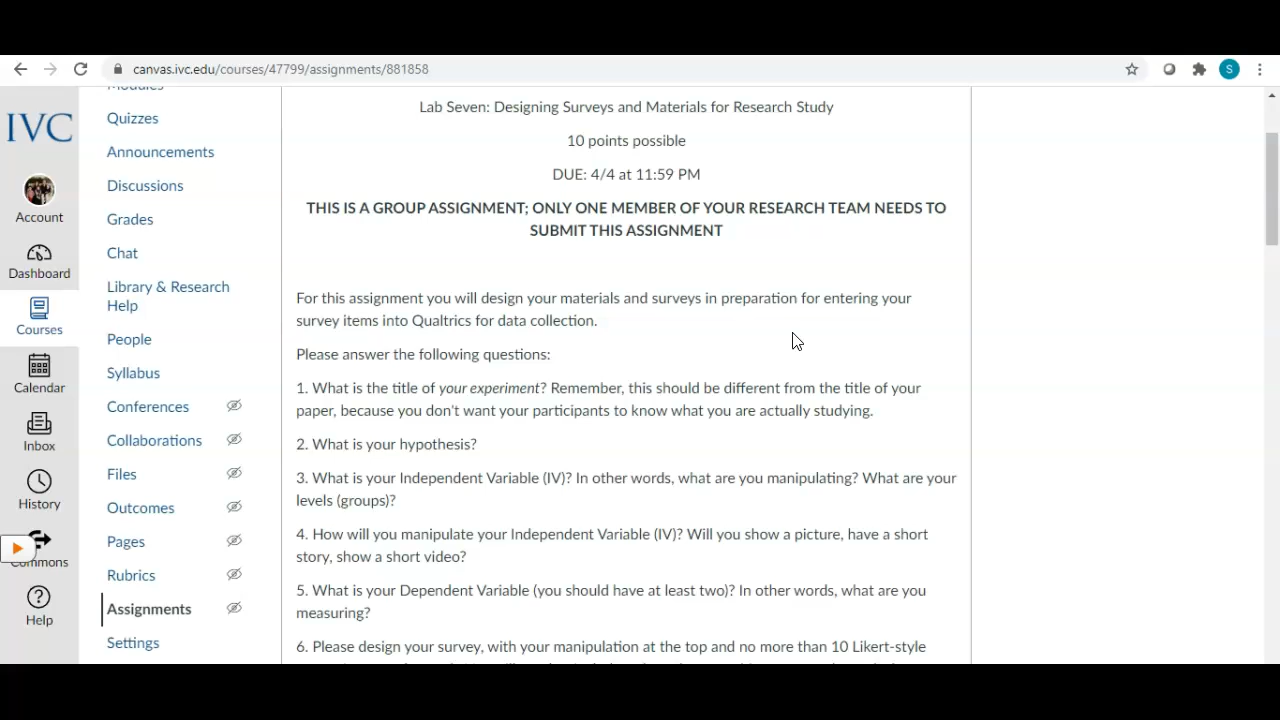 canvas.ivc.edu/courses/47799/assignments/881858
S
IVC
Account
Dashboard
Courses
Calendar
Inbox
History
Commons
Help
Modules
Quizzes
Announcements
Discussions
Grades
Chat
Library & Research
Help
People
Syllabus
Conferences
Collaborations
Files
Outcomes
Pages
Rubrics
Assignments
Settings
Lab Seven: Designing Surveys and Materials for Research Study
10 points possible
DUE: 4/4 at 11:59 PM
THIS IS A GROUP ASSIGNMENT; ONLY ONE MEMBER OF YOUR RESEARCH TEAM NEEDS TO
SUBMIT THIS ASSIGNMENT
For this assignment you will design your materials and surveys in preparation for entering your
survey items into Qualtrics for data collection.
Please answer the following questions:
1. What is the title of your experiment? Remember, this should be different from the title of your
paper, because you don't want your participants to know what you are actually studying.
2. What is your hypothesis?
3. What is your Independent Variable (IV)? In other words, what are you manipulating? What are your
levels (groups)?
4. How will you manipulate your Independent Variable (IV)? Will you show a picture, have a short
story, show a short video?
5. What is your Dependent Variable (you should have at least two)? In other words, what are you
measuring?
6. Please design your survey, with your manipulation at the top and no more than 10 Likert-style